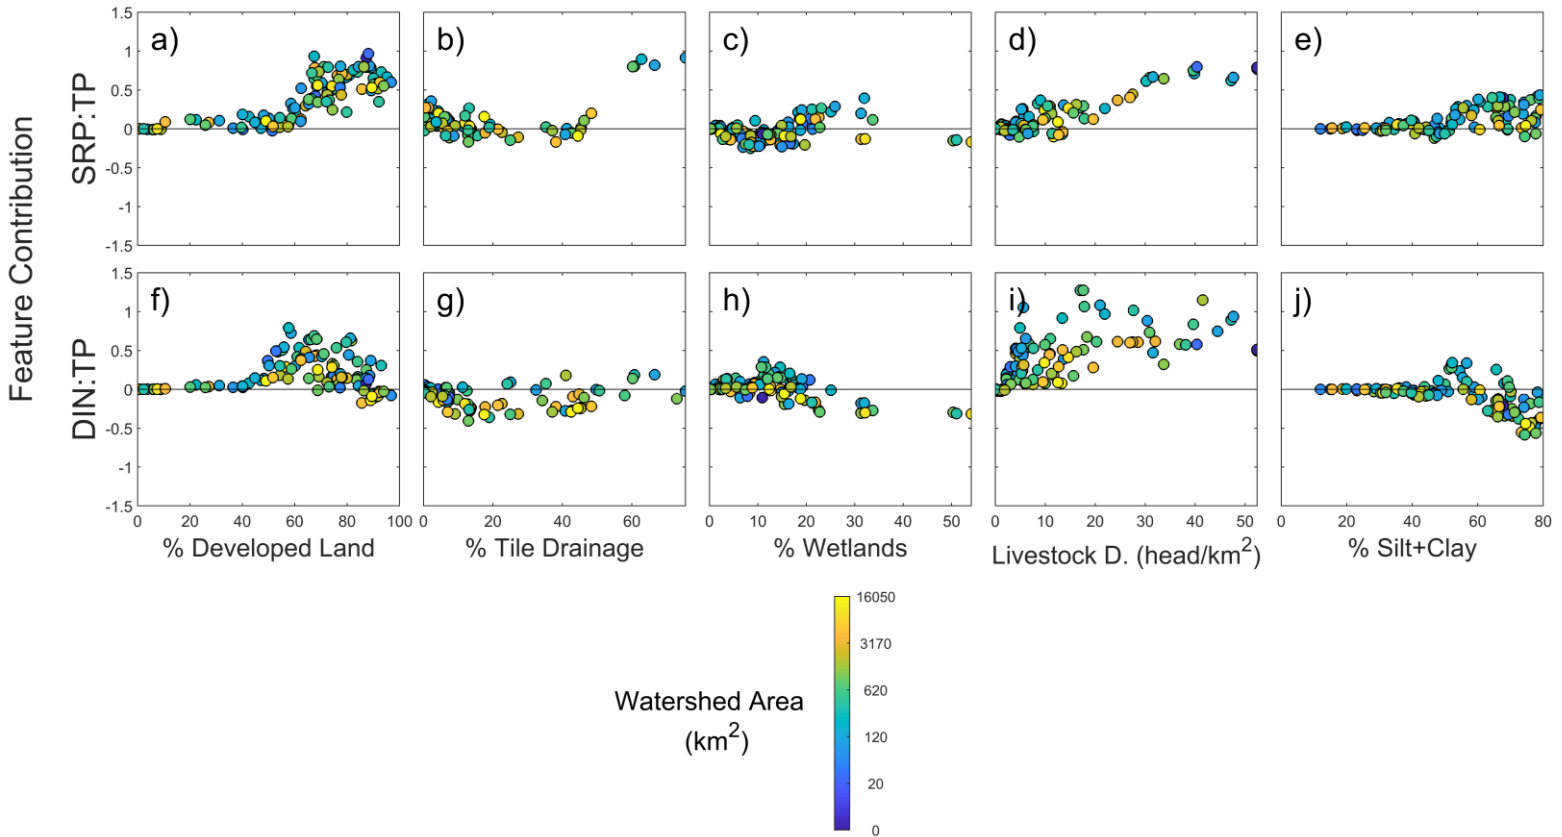 Feature Contribution
SRP:TP
1.5
1
0.5
0
-0.5
-1
-1.5
a)
b)
c)
d)
e)
DIN:TP
1.5
1
0.5
0
-0.5
-1
-1.5
f)
g)
h)
i)
j)
0 20 40 60 80 100
0 20 40 60
0 10 20 30 40 50
0 10 20 30 40 50
0 20 40 60 80
% Developed Land
% Tile Drainage
% Wetlands
Livestock D. (head/km²)
% Silt+Clay
Watershed Area
(km²)
16050
3170
620
120
20
0